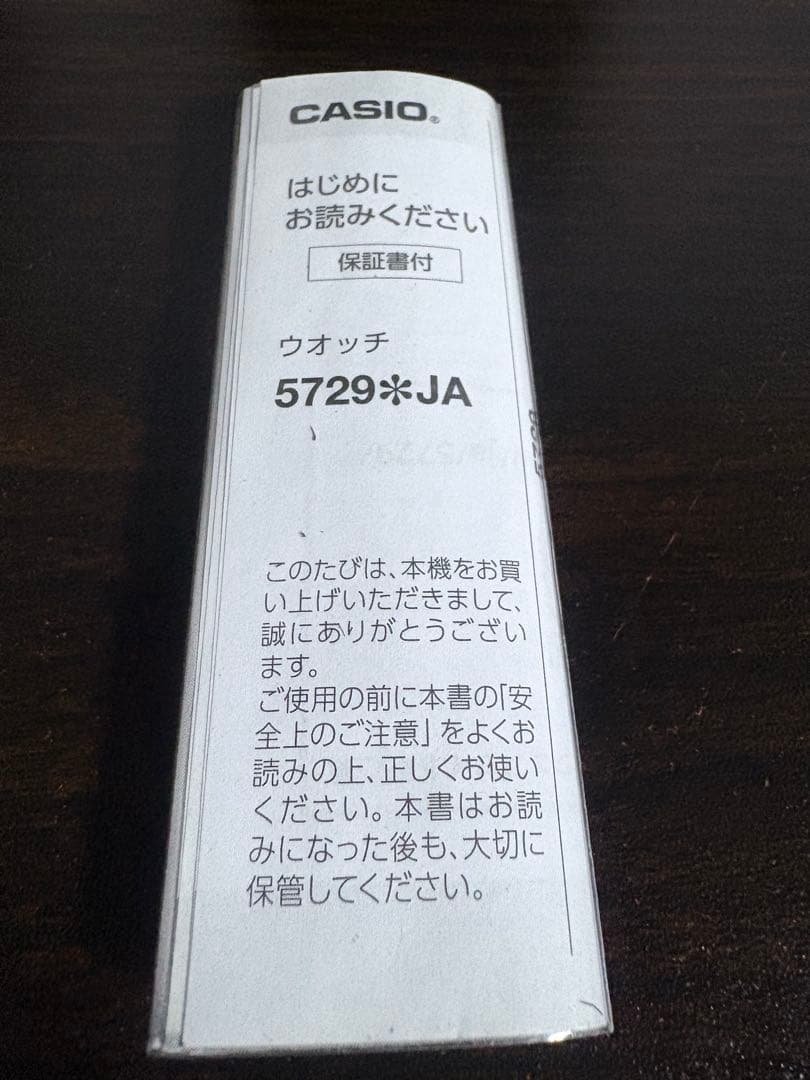 CASIO®
はじめに
お読みください
保証書付
ウオッチ
5729✻JA
このたびは、本機をお買
い上げいただきまして、
誠にありがとうござい
ます。
ご使用の前に本書の「安
全上のご注意」をよくお
読みの上、正しくお使い
ください。本書はお読
みになった後も、大切に
保管してください。
5729